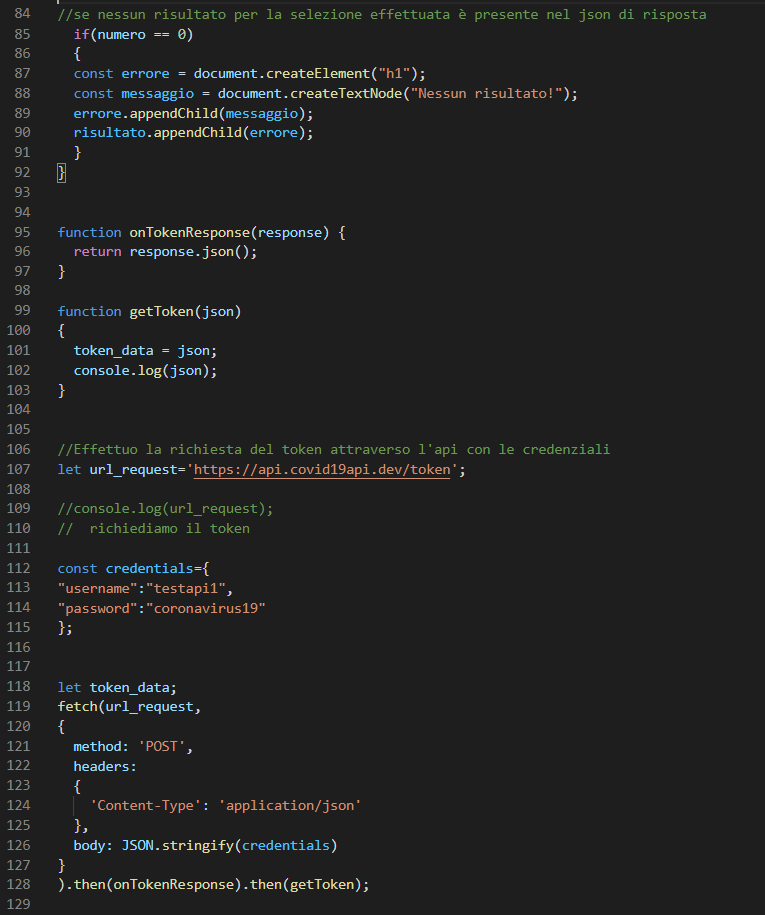 84 //se nessun risultato per la selezione effettuata è presente nel json di risposta
85 if(numero == 0)
86 {
87 const errore = document.createElement("h1");
88 const messaggio = document.createTextNode("Nessun risultato!");
89 errore.appendChild(messaggio);
90 risultato.appendChild(errore);
91 }
92 }
93
94
95 function onTokenResponse(response) {
96 return response.json();
97 }
98
99 function getToken(json)
100 {
101 token_data = json;
102 console.log(json);
103 }
104
105
106 //Effettuo la richiesta del token attraverso l'api con le credenziali
107 let url_request='https://api.covid19api.dev/token';
108
109 //console.log(url_request);
110 //  richiediamo il token
111
112 const credentials={
113 "username":"testapi1",
114 "password":"coronavirus19"
115 };
116
117
118 let token_data;
119 fetch(url_request,
120 {
121 method: 'POST',
122 headers:
123 {
124 'Content-Type': 'application/json'
125 },
126 body: JSON.stringify(credentials)
127 }
128 ).then(onTokenResponse).then(getToken);
129